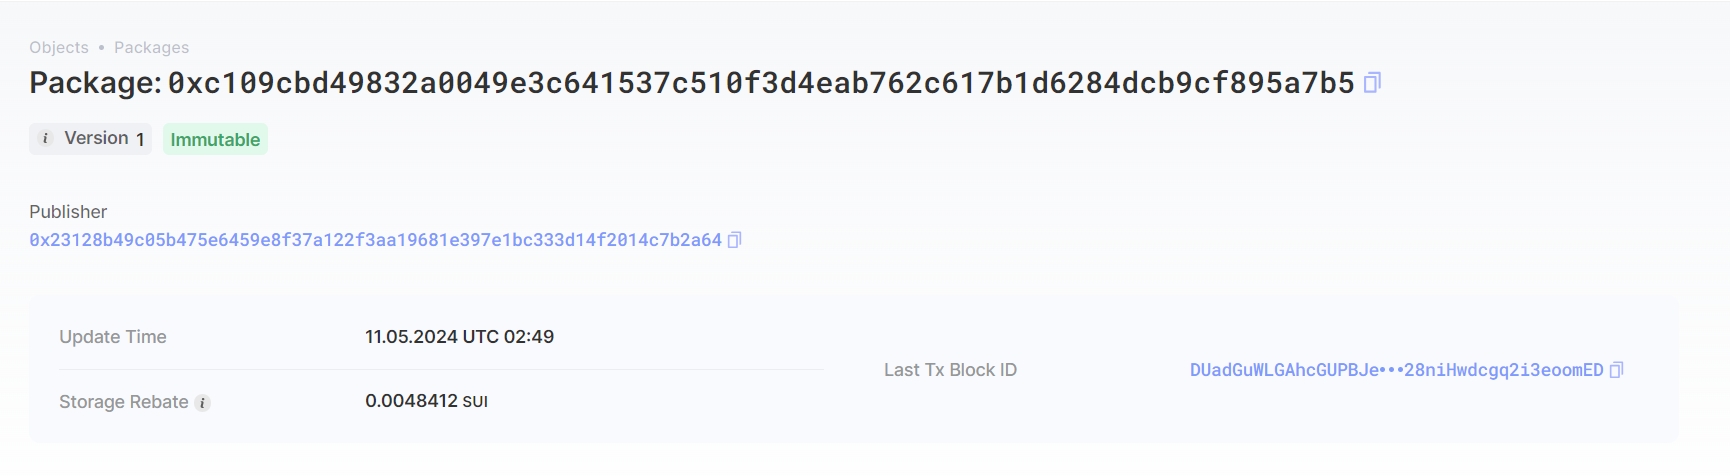 Objects • Packages
Package: 0xc109cbd49832a0049e3c641537c510f3d4eab762c617b1d6284dcb9cf895a7b5
i Version 1 Immutable
Publisher
0x23128b49c05b475e6459e8f37a122f3aa19681e397e1bc333d14f2014c7b2a64
Update Time 11.05.2024 UTC 02:49
Last Tx Block ID DUadGuWLGAhcGUPBJe•••28niHwdcgq2i3eoomED
Storage Rebate i 0.0048412 SUI